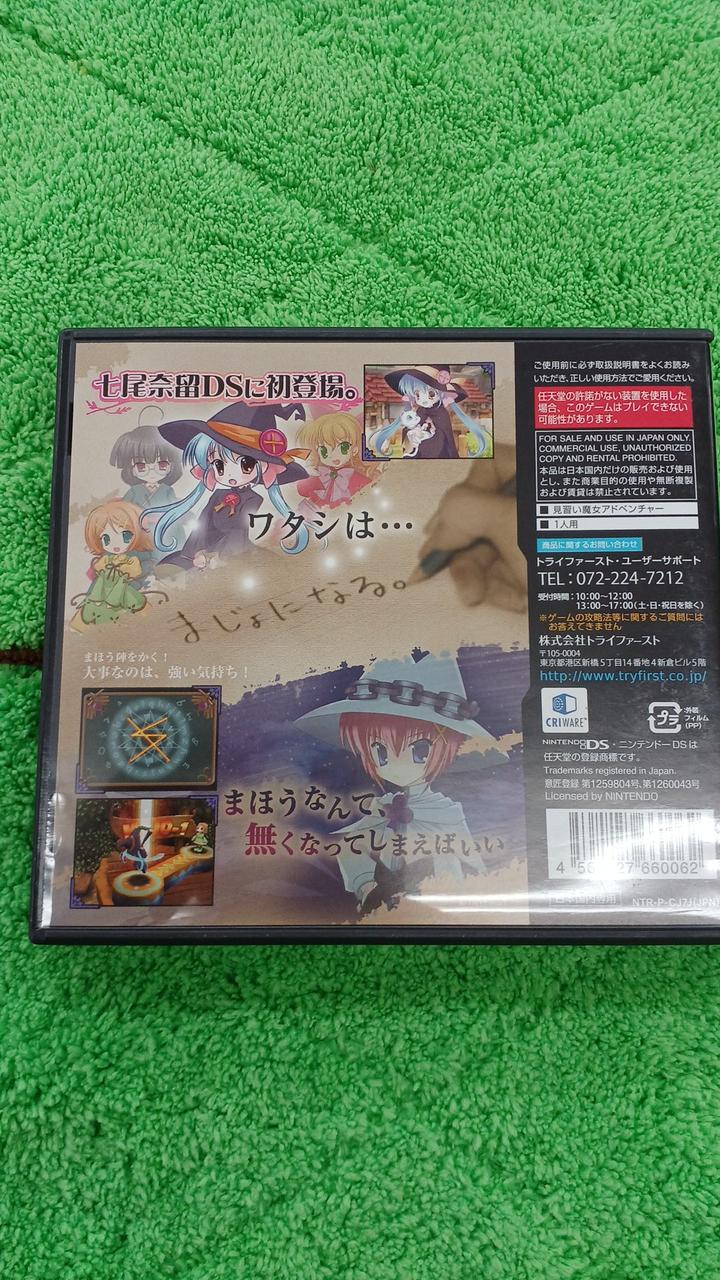 七尾奈留DSに初登場。
ワタシは…
まじょになる。
まほう陣をかく！
大事なのは、強い気持ち！
まほうなんて、
無くなってしまえばいい
ご使用前に必ず取扱説明書をよくお読み
いただき、正しい使用方法でご愛用ください。
任天堂の許諾がない装置を使用した
場合、このゲームはプレイできない
可能性があります。
FOR SALE AND USE IN JAPAN ONLY.
COMMERCIAL USE, UNAUTHORIZED
COPY AND RENTAL PROHIBITED.
本品は日本国内だけの販売および使用
とし、また商業目的の使用や無断複製
および賃貸は禁止されています。
■ 見習い魔女アドベンチャー
■ 1人用
商品に関するお問い合わせ
トライファースト・ユーザーサポート
TEL：072-224-7212
受付時間：10:00～12:00
13:00～17:00（土・日・祝日を除く）
※ゲームの攻略法等に関するご質問には
お答えできません
株式会社トライファースト
〒105-0004
東京都港区新橋5丁目14番地4新倉ビル5階
http://www.tryfirst.co.jp/
CRIWARE™
プラ
:外装
フィルム
(PP)
NINTENDO DS・ニンテンドーDSは
任天堂の登録商標です。
Trademarks registered in Japan.
意匠登録 第1259804号、第1260043号
Licensed by NINTENDO
27660062
日本国内専用
NTR-P-CJ7J(JPN)